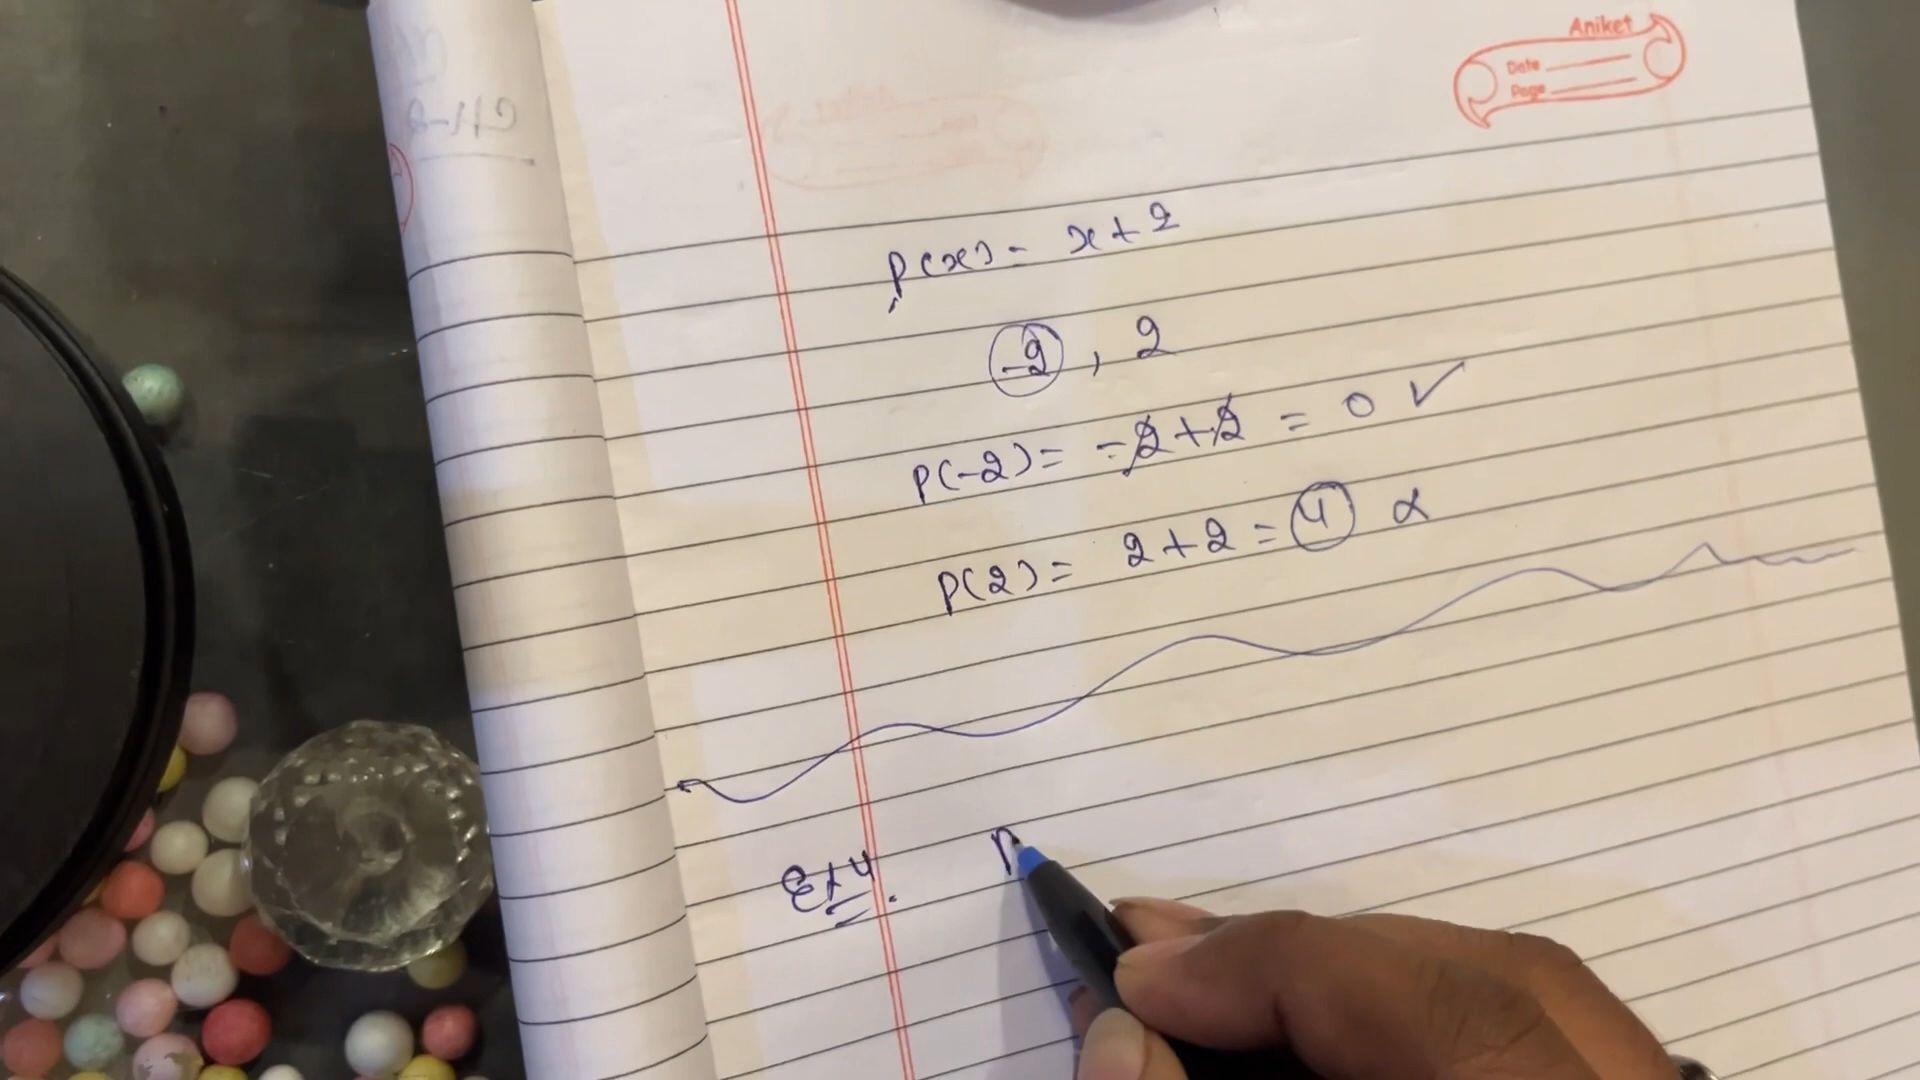 Aniket
Date
Page
p(x) = x + 2
-2 , 2
p(-2) = -2 + 2 = 0 ✓
p(2) = 2 + 2 = 4 ×
Ex 4. p